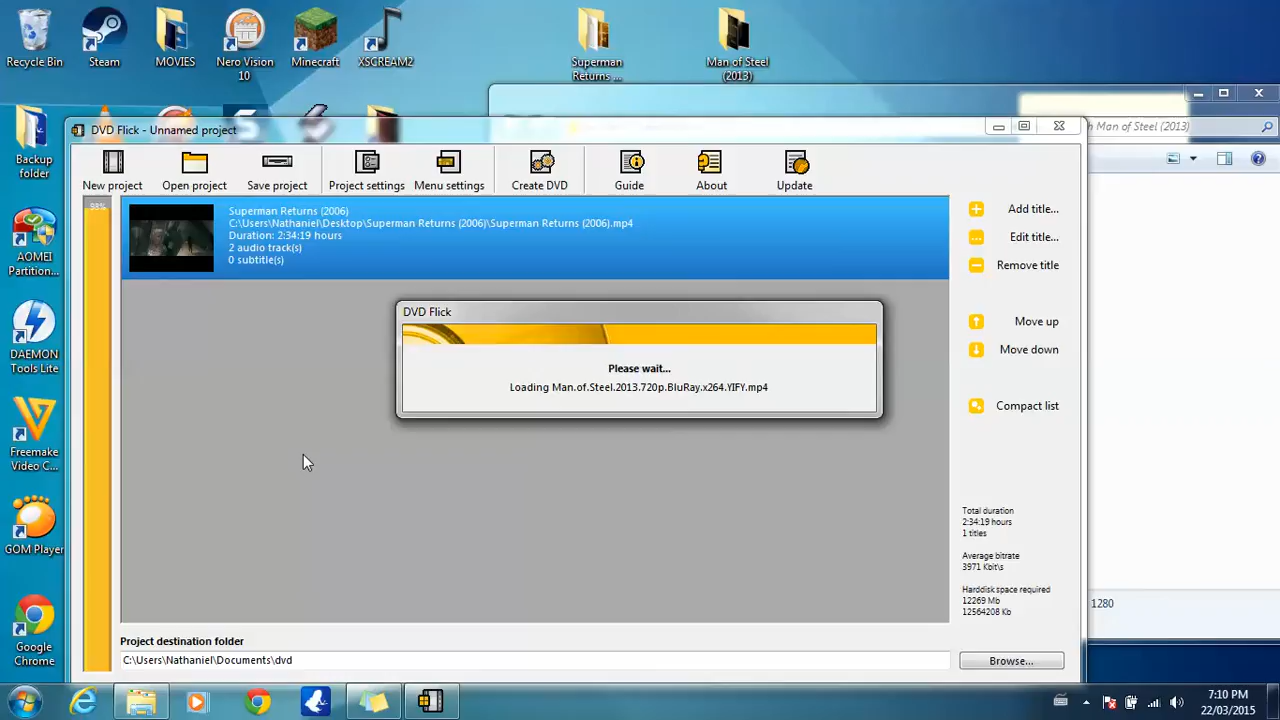 Recycle Bin
Steam
MOVIES
Nero Vision
10
Minecraft
XSCREAM2
Superman
Returns ...
Man of Steel
(2013)
Backup
folder
AOMEI
Partition...
DAEMON
Tools Lite
Freemake
Video C...
GOM Player
Google
Chrome
h Man of Steel (2013)
DVD Flick - Unnamed project
New project
Open project
Save project
Project settings
Menu settings
Create DVD
Guide
About
Update
98%
Superman Returns (2006)
C:\Users\Nathaniel\Desktop\Superman Returns (2006)\Superman Returns (2006).mp4
Duration: 2:34:19 hours
2 audio track(s)
0 subtitle(s)
Add title...
Edit title...
Remove title
Move up
Move down
Compact list
DVD Flick
Please wait...
Loading Man.of.Steel.2013.720p.BluRay.x264.YIFY.mp4
Total duration
2:34:19 hours
1 titles
Average bitrate
3971 Kbit\s
Harddisk space required
12269 Mb
12564208 Kb
1280
Project destination folder
C:\Users\Nathaniel\Documents\dvd
Browse...
7:10 PM
22/03/2015